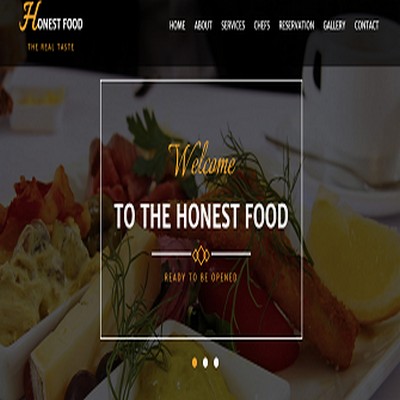 HONEST FOOD
THE REAL TASTE
HOME ABOUT SERVICES CHEFS RESERVATION GALLERY CONTACT
Welcome
TO THE HONEST FOOD
READY TO BE OPENED